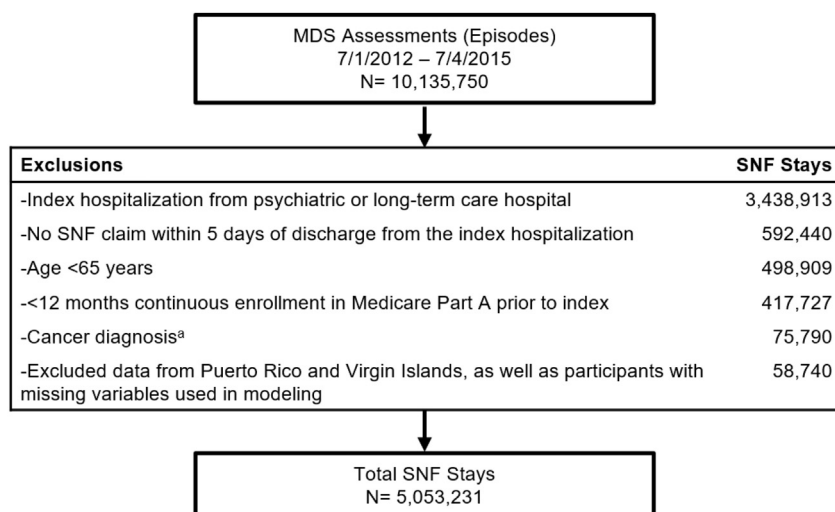 MDS Assessments (Episodes)
7/1/2012 – 7/4/2015
N= 10,135,750
Exclusions SNF Stays
-Index hospitalization from psychiatric or long-term care hospital 3,438,913
-No SNF claim within 5 days of discharge from the index hospitalization 592,440
-Age <65 years 498,909
-<12 months continuous enrollment in Medicare Part A prior to index 417,727
-Cancer diagnosisᵃ 75,790
-Excluded data from Puerto Rico and Virgin Islands, as well as participants with 58,740
missing variables used in modeling
Total SNF Stays
N= 5,053,231